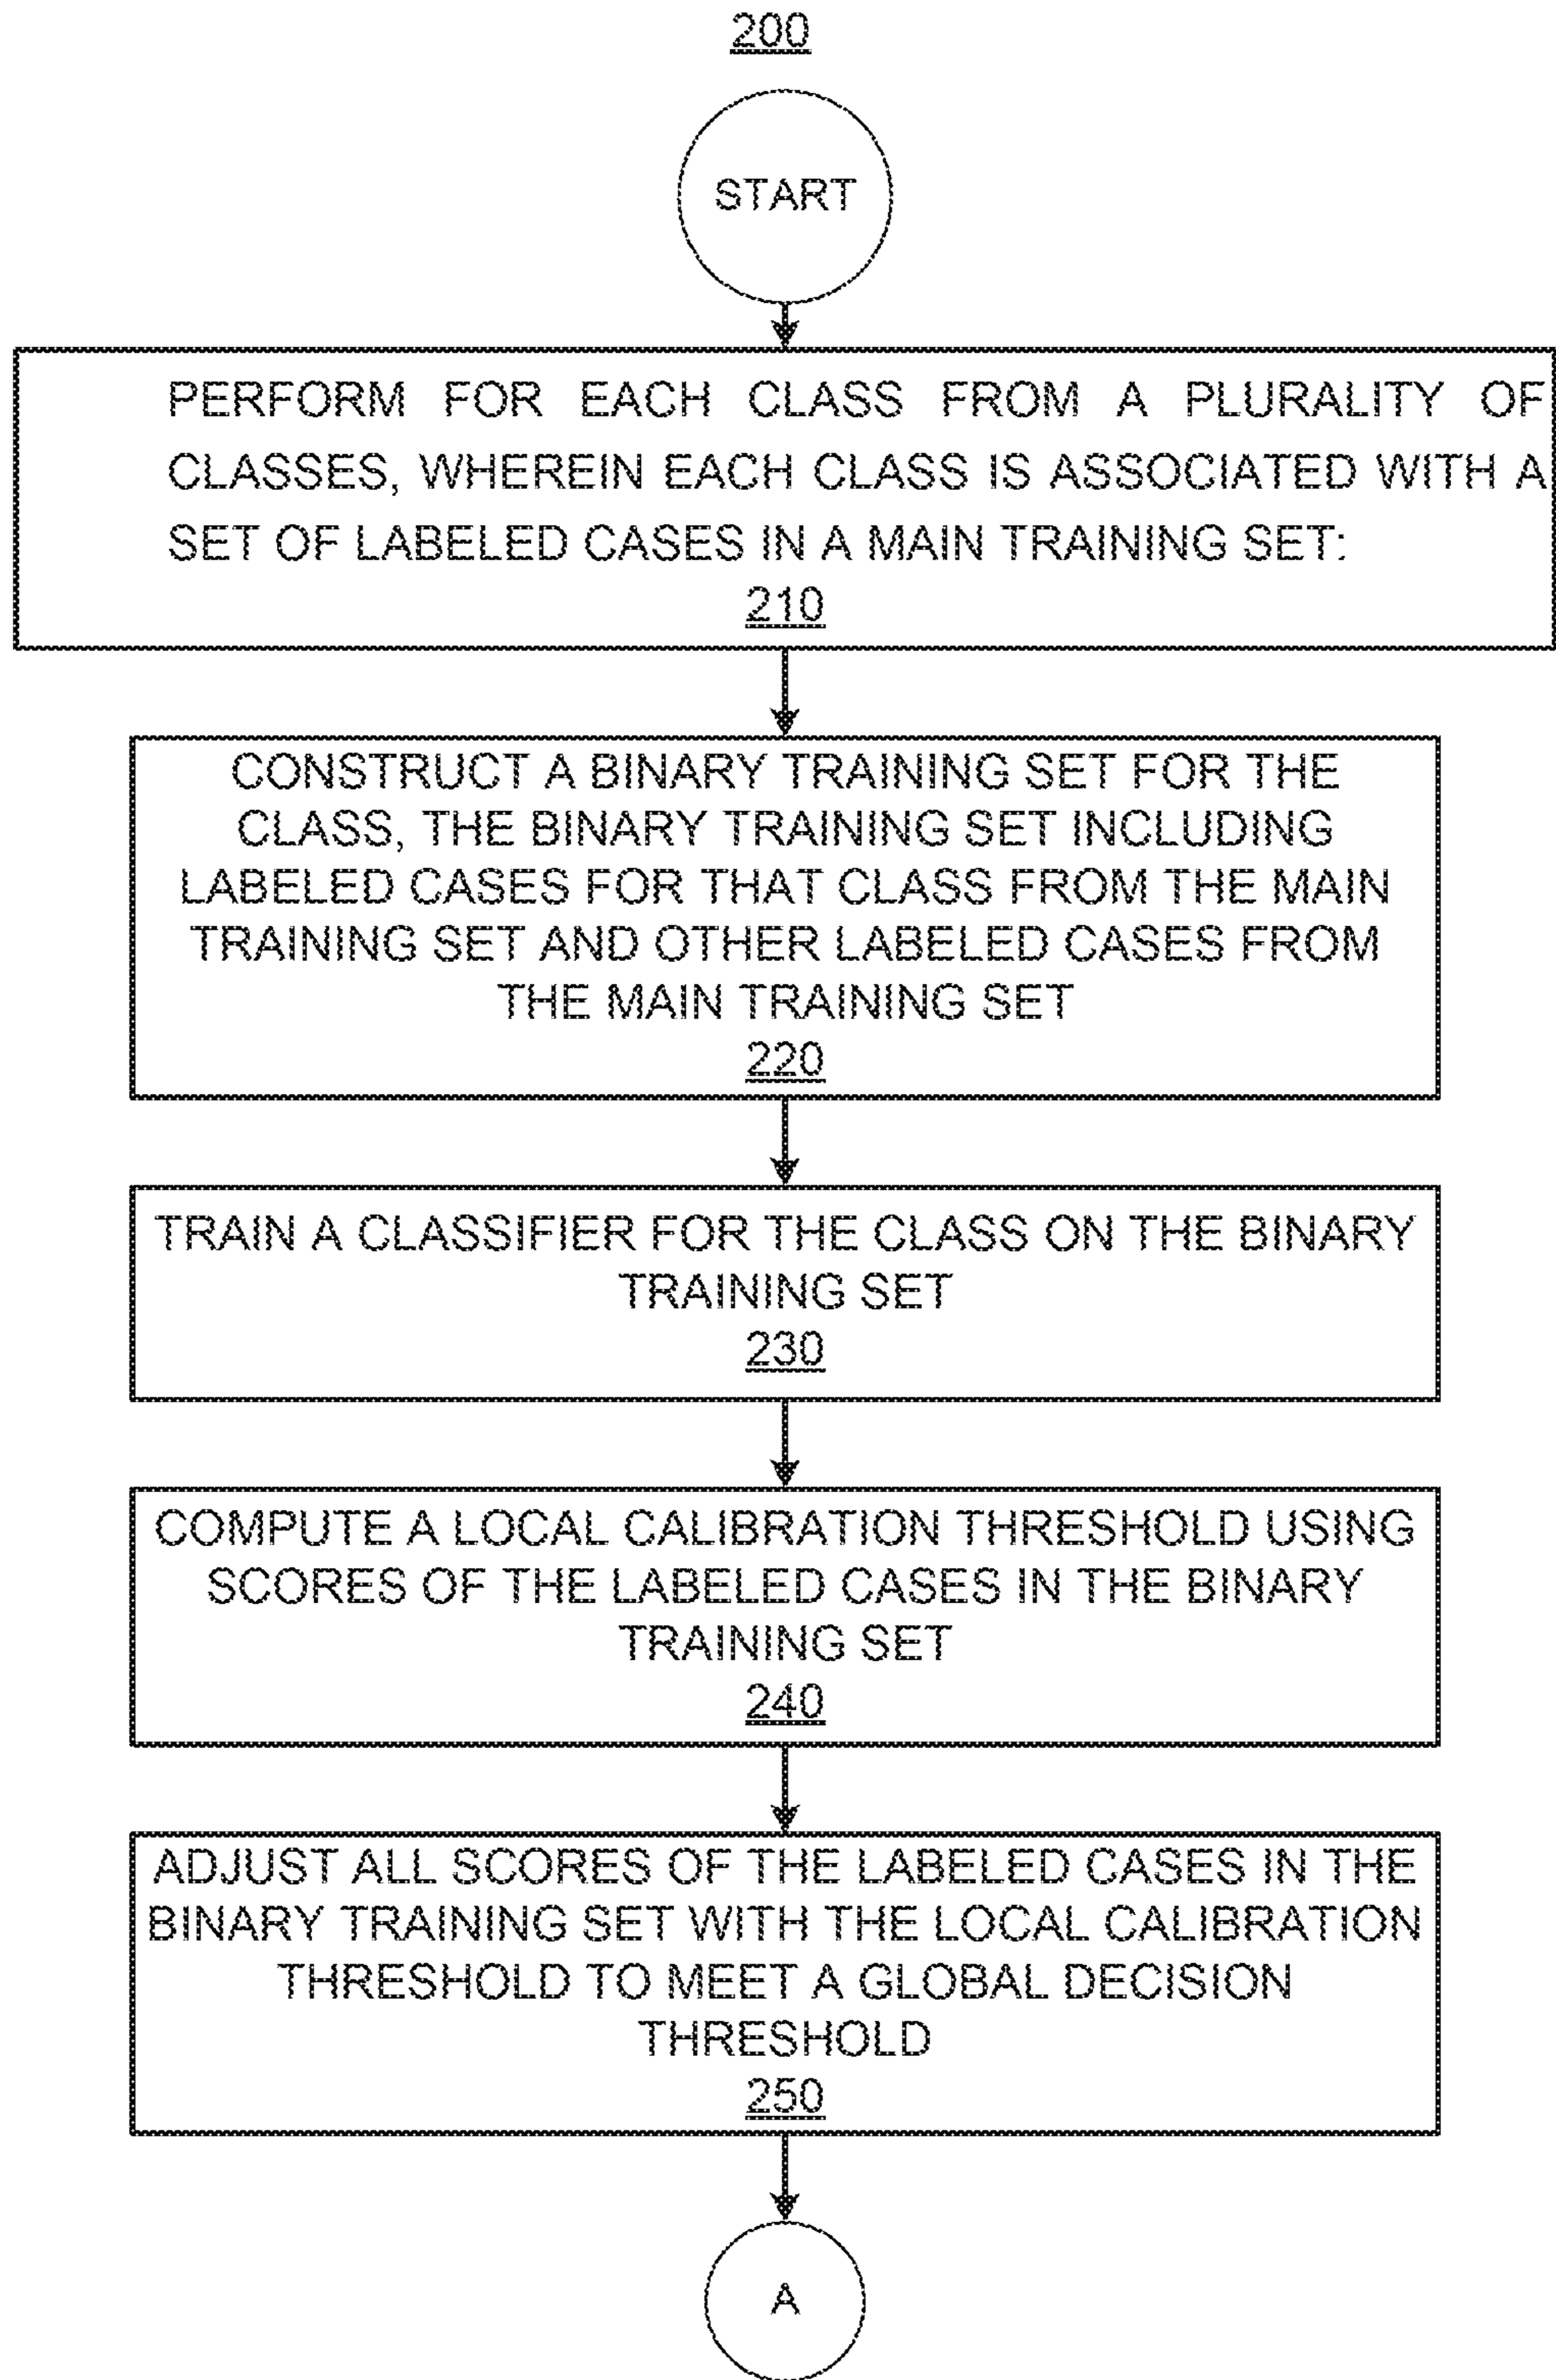 200
START
PERFORM FOR EACH CLASS FROM A PLURALITY OF
CLASSES, WHEREIN EACH CLASS IS ASSOCIATED WITH A
SET OF LABELED CASES IN A MAIN TRAINING SET:
210
CONSTRUCT A BINARY TRAINING SET FOR THE
CLASS, THE BINARY TRAINING SET INCLUDING
LABELED CASES FOR THAT CLASS FROM THE MAIN
TRAINING SET AND OTHER LABELED CASES FROM
THE MAIN TRAINING SET
220
TRAIN A CLASSIFIER FOR THE CLASS ON THE BINARY
TRAINING SET
230
COMPUTE A LOCAL CALIBRATION THRESHOLD USING
SCORES OF THE LABELED CASES IN THE BINARY
TRAINING SET
240
ADJUST ALL SCORES OF THE LABELED CASES IN THE
BINARY TRAINING SET WITH THE LOCAL CALIBRATION
THRESHOLD TO MEET A GLOBAL DECISION
THRESHOLD
250
A